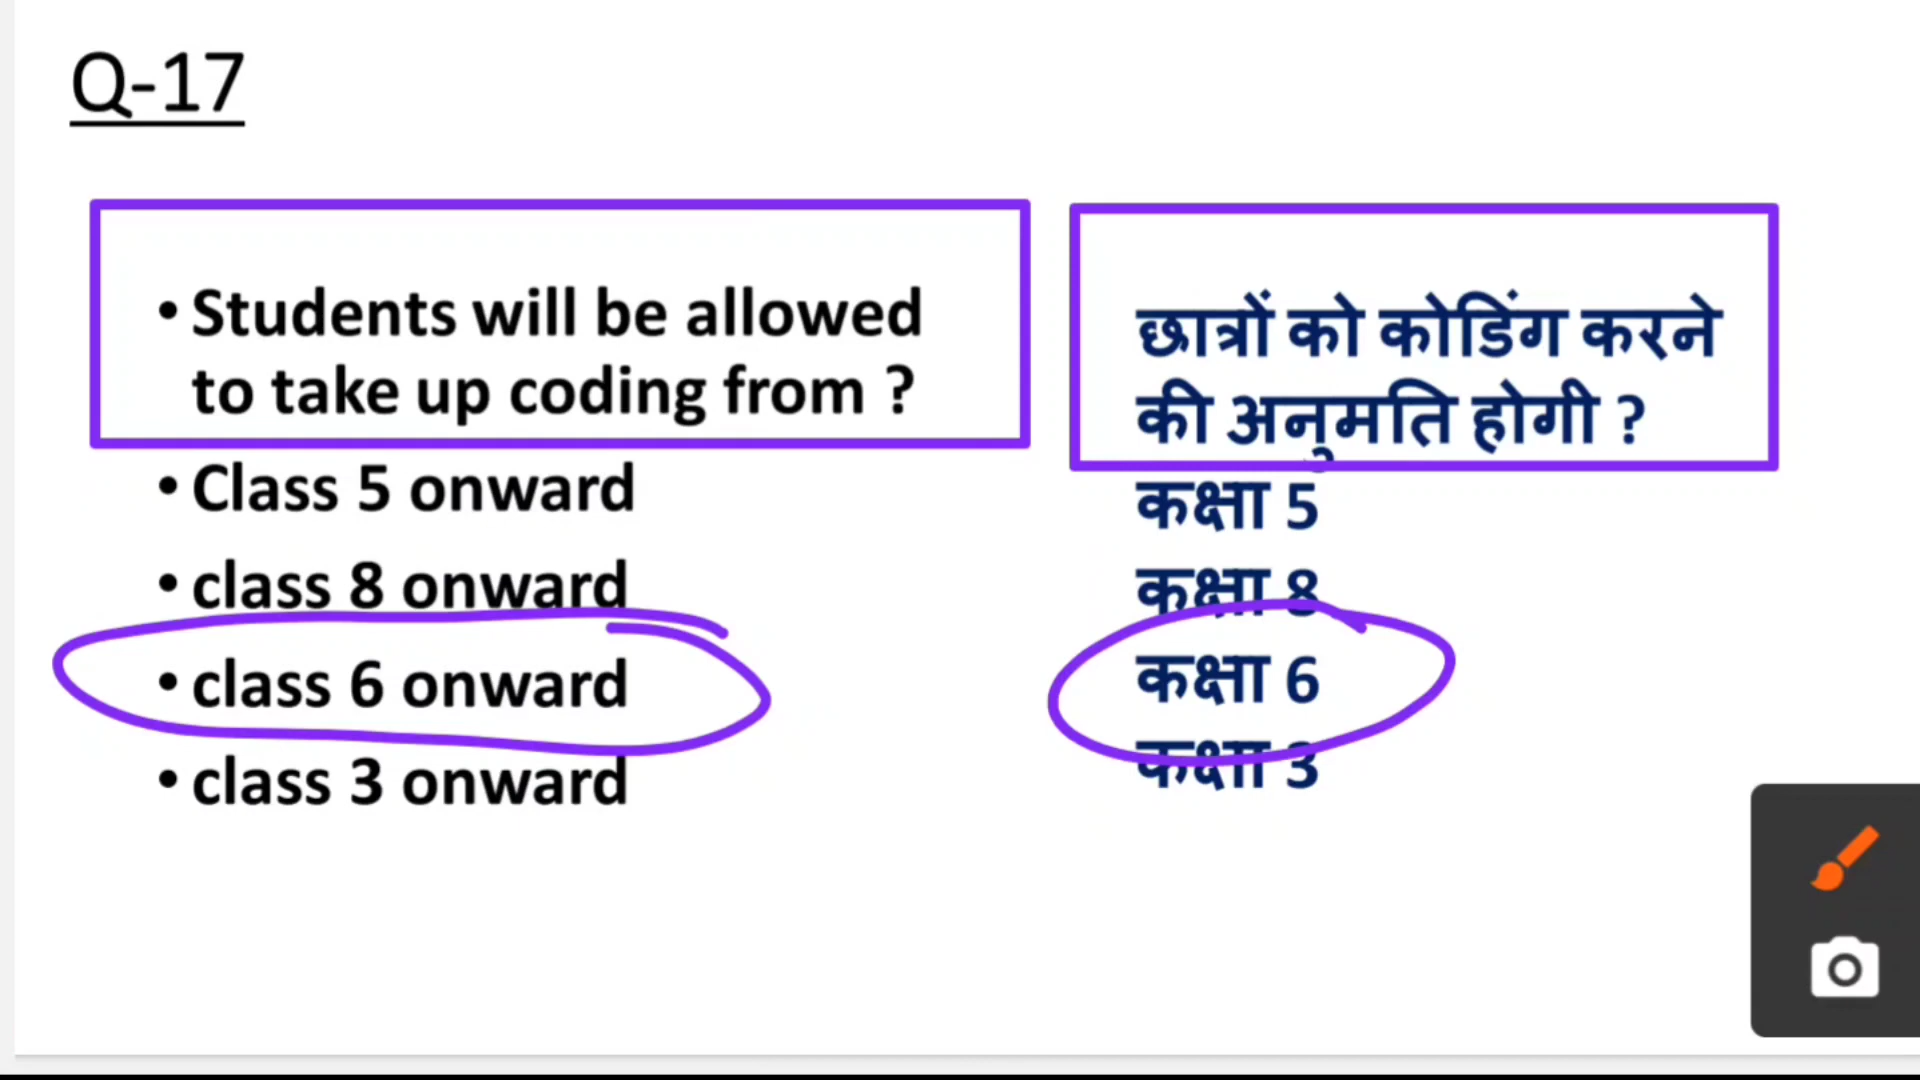 Q-17
• Students will be allowed
to take up coding from ?
• Class 5 onward
• class 8 onward
• class 6 onward
• class 3 onward
छात्रों को कोडिंग करने
की अनुमति होगी ?
कक्षा 5
कक्षा 8
कक्षा 6
कक्षा 3